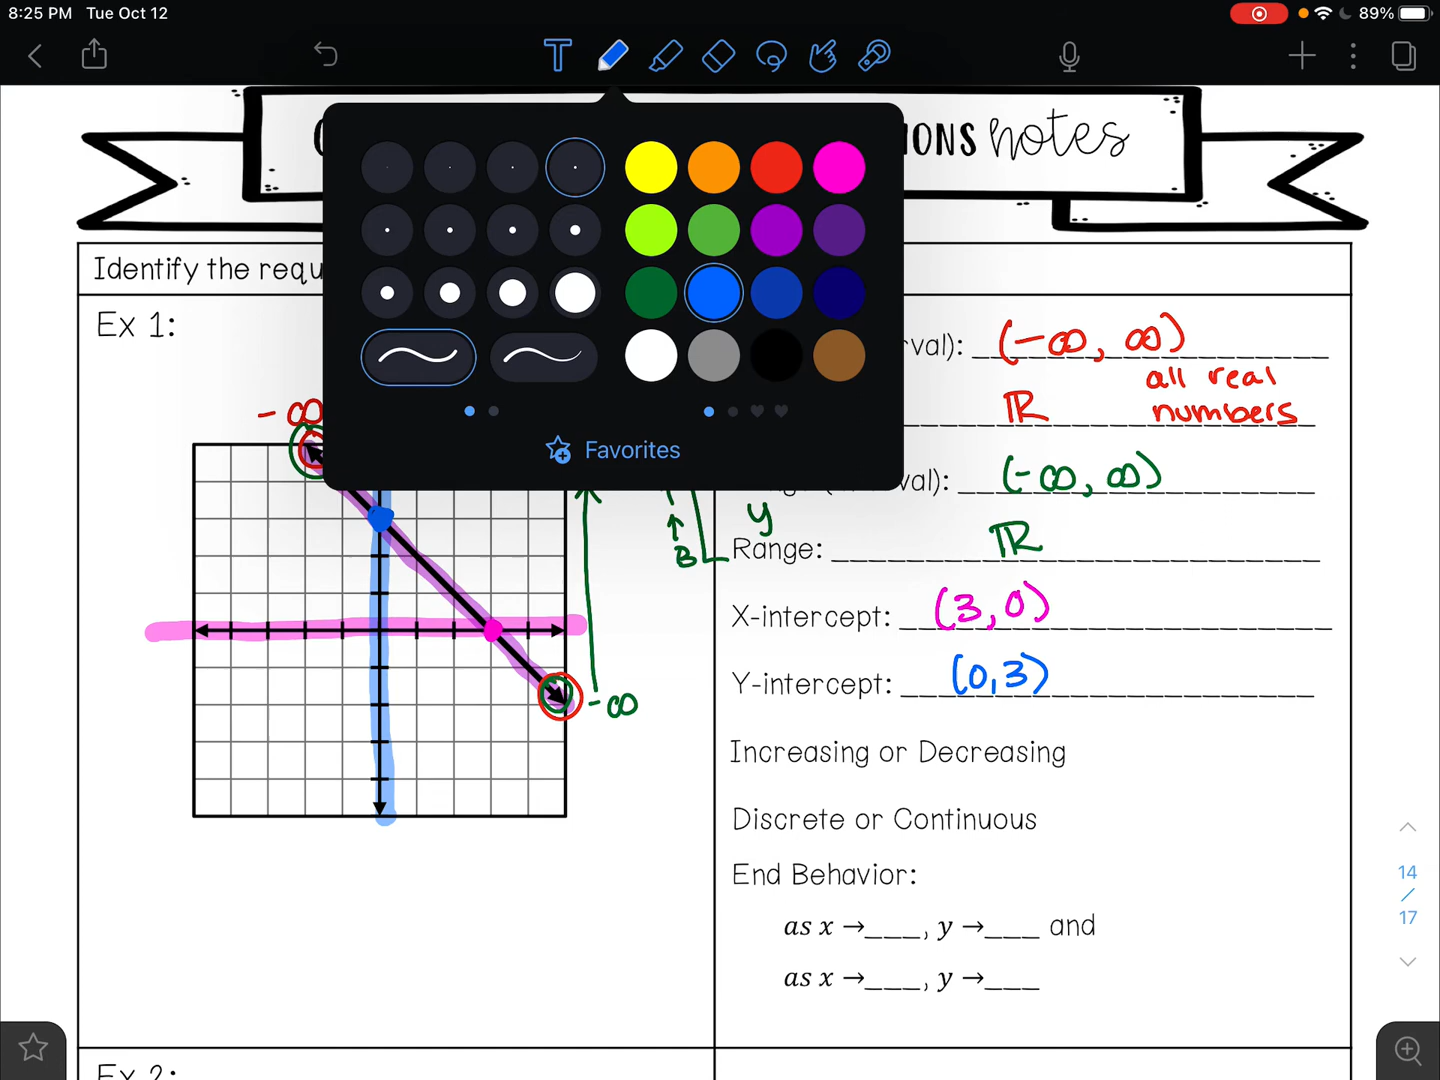 8:25 PM Tue Oct 12
89%
T
IONS notes
Identify the requ
Ex 1:
val): (-∞, ∞)
all real
ℝ numbers
-∞
Favorites
val): (-∞, ∞)
y
B
Range: ℝ
X-intercept: (3,0)
Y-intercept: (0,3)
-∞
Increasing or Decreasing
Discrete or Continuous
End Behavior:
as x →___, y →___ and
as x →___, y →___
14
/
17
Ex 2: